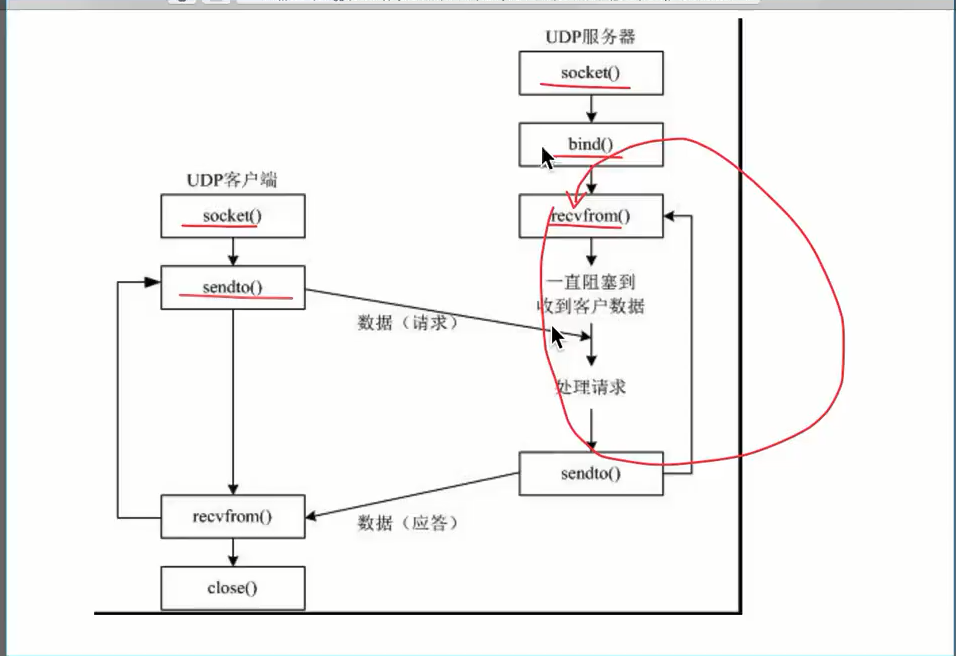 UDP服务器
socket()
bind()
UDP客户端
socket()
recvfrom()
sendto()
一直阻塞到
收到客户数据
数据（请求）
处理请求
sendto()
recvfrom()
数据（应答）
close()